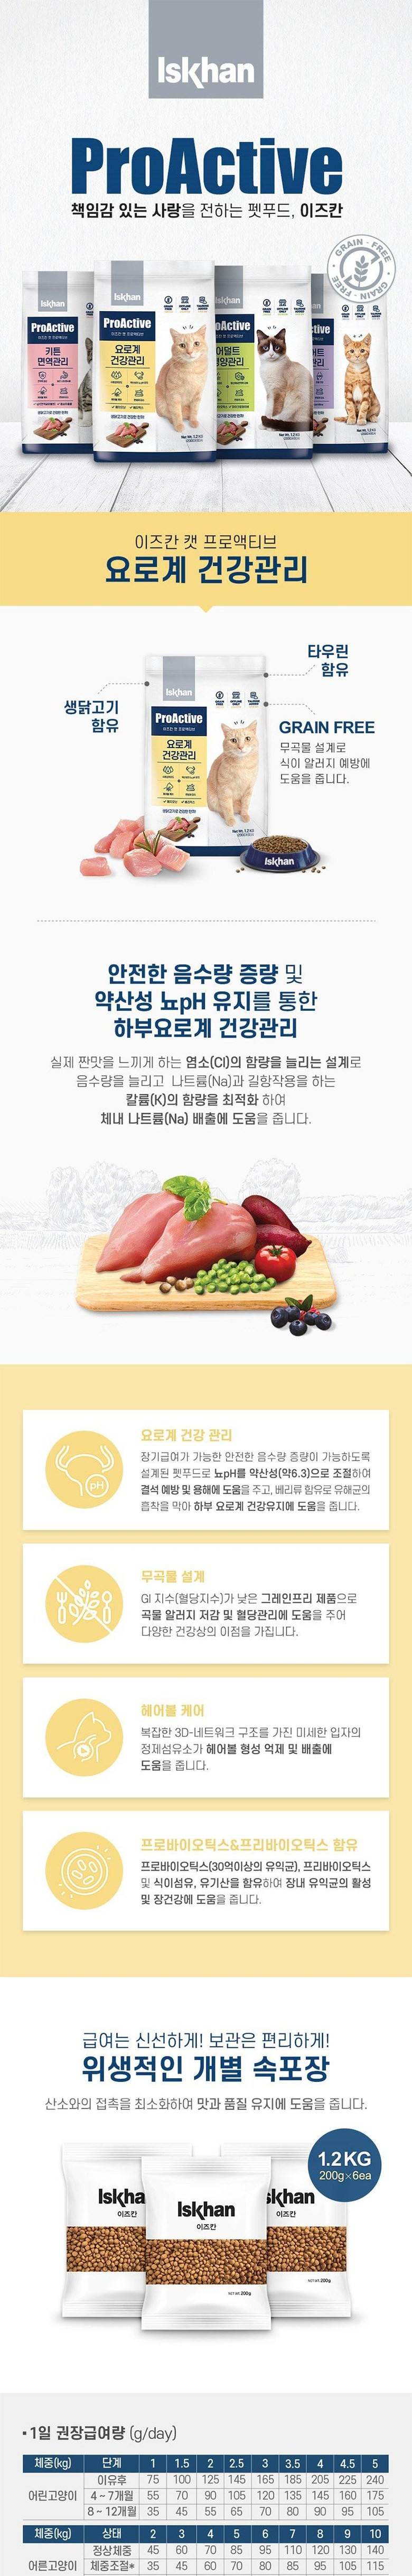 Iskhan
ProActive
책임감 있는 사랑을 전하는 펫푸드, 이즈칸
GRAIN-FREE
GRAIN-FREE
Iskhan
ProActive
키튼
면역관리
Iskhan
ProActive
요로계
건강관리
Iskhan
이즈칸 캣 프로액티브
요로계 건강관리
타우린
함유
생닭고기
함유
Iskhan
ProActive
요로계
건강관리
GRAIN FREE
무곡물 설계로
식이 알러지 예방에
도움을 줍니다.
Iskhan
안전한 음수량 증량 및
약산성 뇨pH 유지를 통한
하부요로계 건강관리
실제 짠맛을 느끼게 하는 염소(Cl)의 함량을 늘리는 설계로
음수량을 늘리고 나트륨(Na)과 길항작용을 하는
칼륨(K)의 함량을 최적화 하여
체내 나트륨(Na) 배출에 도움을 줍니다.
pH
요로계 건강 관리
장기급여가 가능한 안전한 음수량 증량이 가능하도록
설계된 펫푸드로 뇨pH를 약산성(약6.3)으로 조절하여
결석 예방 및 용해에 도움을 주고, 베리류 함유로 유해균의
흡착을 막아 하부 요로계 건강유지에 도움을 줍니다.
무곡물 설계
GI 지수(혈당지수)가 낮은 그레인프리 제품으로
곡물 알러지 저감 및 혈당관리에 도움을 주어
다양한 건강상의 이점을 가집니다.
헤어볼 케어
복잡한 3D-네트워크 구조를 가진 미세한 입자의
정제섬유소가 헤어볼 형성 억제 및 배출에
도움을 줍니다.
프로바이오틱스&프리바이오틱스 함유
프로바이오틱스(30억이상의 유익균), 프리바이오틱스
및 식이섬유, 유기산을 함유하여 장내 유익균의 활성
및 장건강에 도움을 줍니다.
급여는 신선하게! 보관은 편리하게!
위생적인 개별 속포장
산소와의 접촉을 최소화하여 맛과 품질 유지에 도움을 줍니다.
1.2KG
200g×6ea
Iskha
이즈칸
Iskhan
이즈칸
skhan
이즈칸
▪ 1일 권장급여량 (g/day)
체중(kg) 단계 1 1.5 2 2.5 3 3.5 4 4.5 5
어린고양이 이유후 75 100 125 145 165 185 205 225 240
4 ~ 7개월 55 70 90 105 120 135 145 160 175
8 ~ 12개월 35 45 55 65 70 80 90 95 105
체중(kg) 상태 2 3 4 5 6 7 8 9 10
어른고양이 정상체중 45 60 70 85 95 110 120 130 140
체중조절* 35 45 60 70 80 85 95 105 115